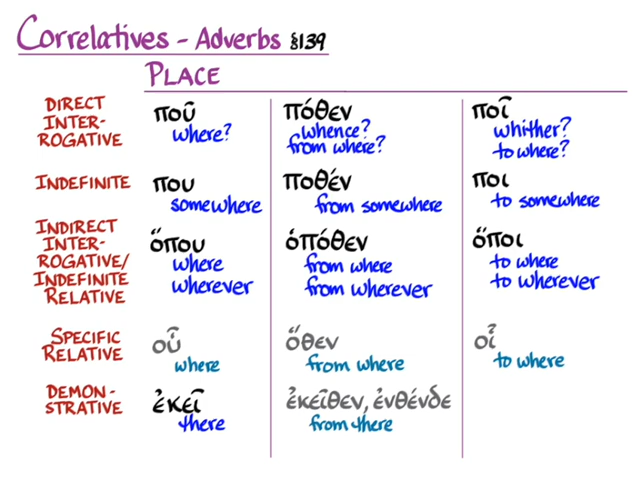 Correlatives - Adverbs §139
PLACE
DIRECT
INTER-
ROGATIVE
ποῦ
where?
πόθεν
whence?
from where?
ποῖ
whither?
to where?
INDEFINITE
που
somewhere
ποθέν
from somewhere
ποι
to somewhere
INDIRECT
INTER-
ROGATIVE/
INDEFINITE
RELATIVE
ὅπου
where
wherever
ὁπόθεν
from where
from wherever
ὅποι
to where
to wherever
SPECIFIC
RELATIVE
οὗ
where
ὅθεν
from where
οἷ
to where
DEMON-
STRATIVE
ἐκεῖ
there
ἐκεῖθεν, ἐνθένδε
from there